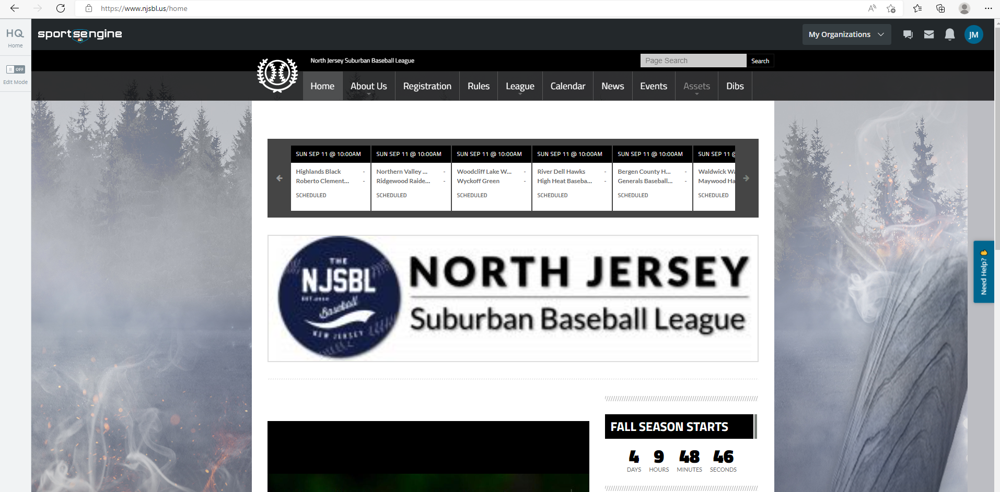 https://www.njsbl.us/home
HQ
Home
OFF
Edit Mode
sportsengine
My Organizations
JM
North Jersey Suburban Baseball League
Page Search
Search
Home
About Us
Registration
Rules
League
Calendar
News
Events
Assets
Dibs
SUN SEP 11 @ 10:00AM
Highlands Black -
Roberto Clement... -
SCHEDULED
SUN SEP 11 @ 10:00AM
Northern Valley ... -
Ridgewood Raide... -
SCHEDULED
SUN SEP 11 @ 10:00AM
Woodcliff Lake W... -
Wyckoff Green -
SCHEDULED
SUN SEP 11 @ 10:00AM
River Dell Hawks -
High Heat Baseba... -
SCHEDULED
SUN SEP 11 @ 10:00AM
Bergen County H... -
Generals Baseball... -
SCHEDULED
SUN SEP 11 @
Waldwick Wa
Maywood Ha
SCHEDULED
THE
NJSBL
Baseball
NEW JERSEY
NORTH JERSEY
Suburban Baseball League
Need Help?
FALL SEASON STARTS
4 9 48 46
DAYS HOURS MINUTES SECONDS